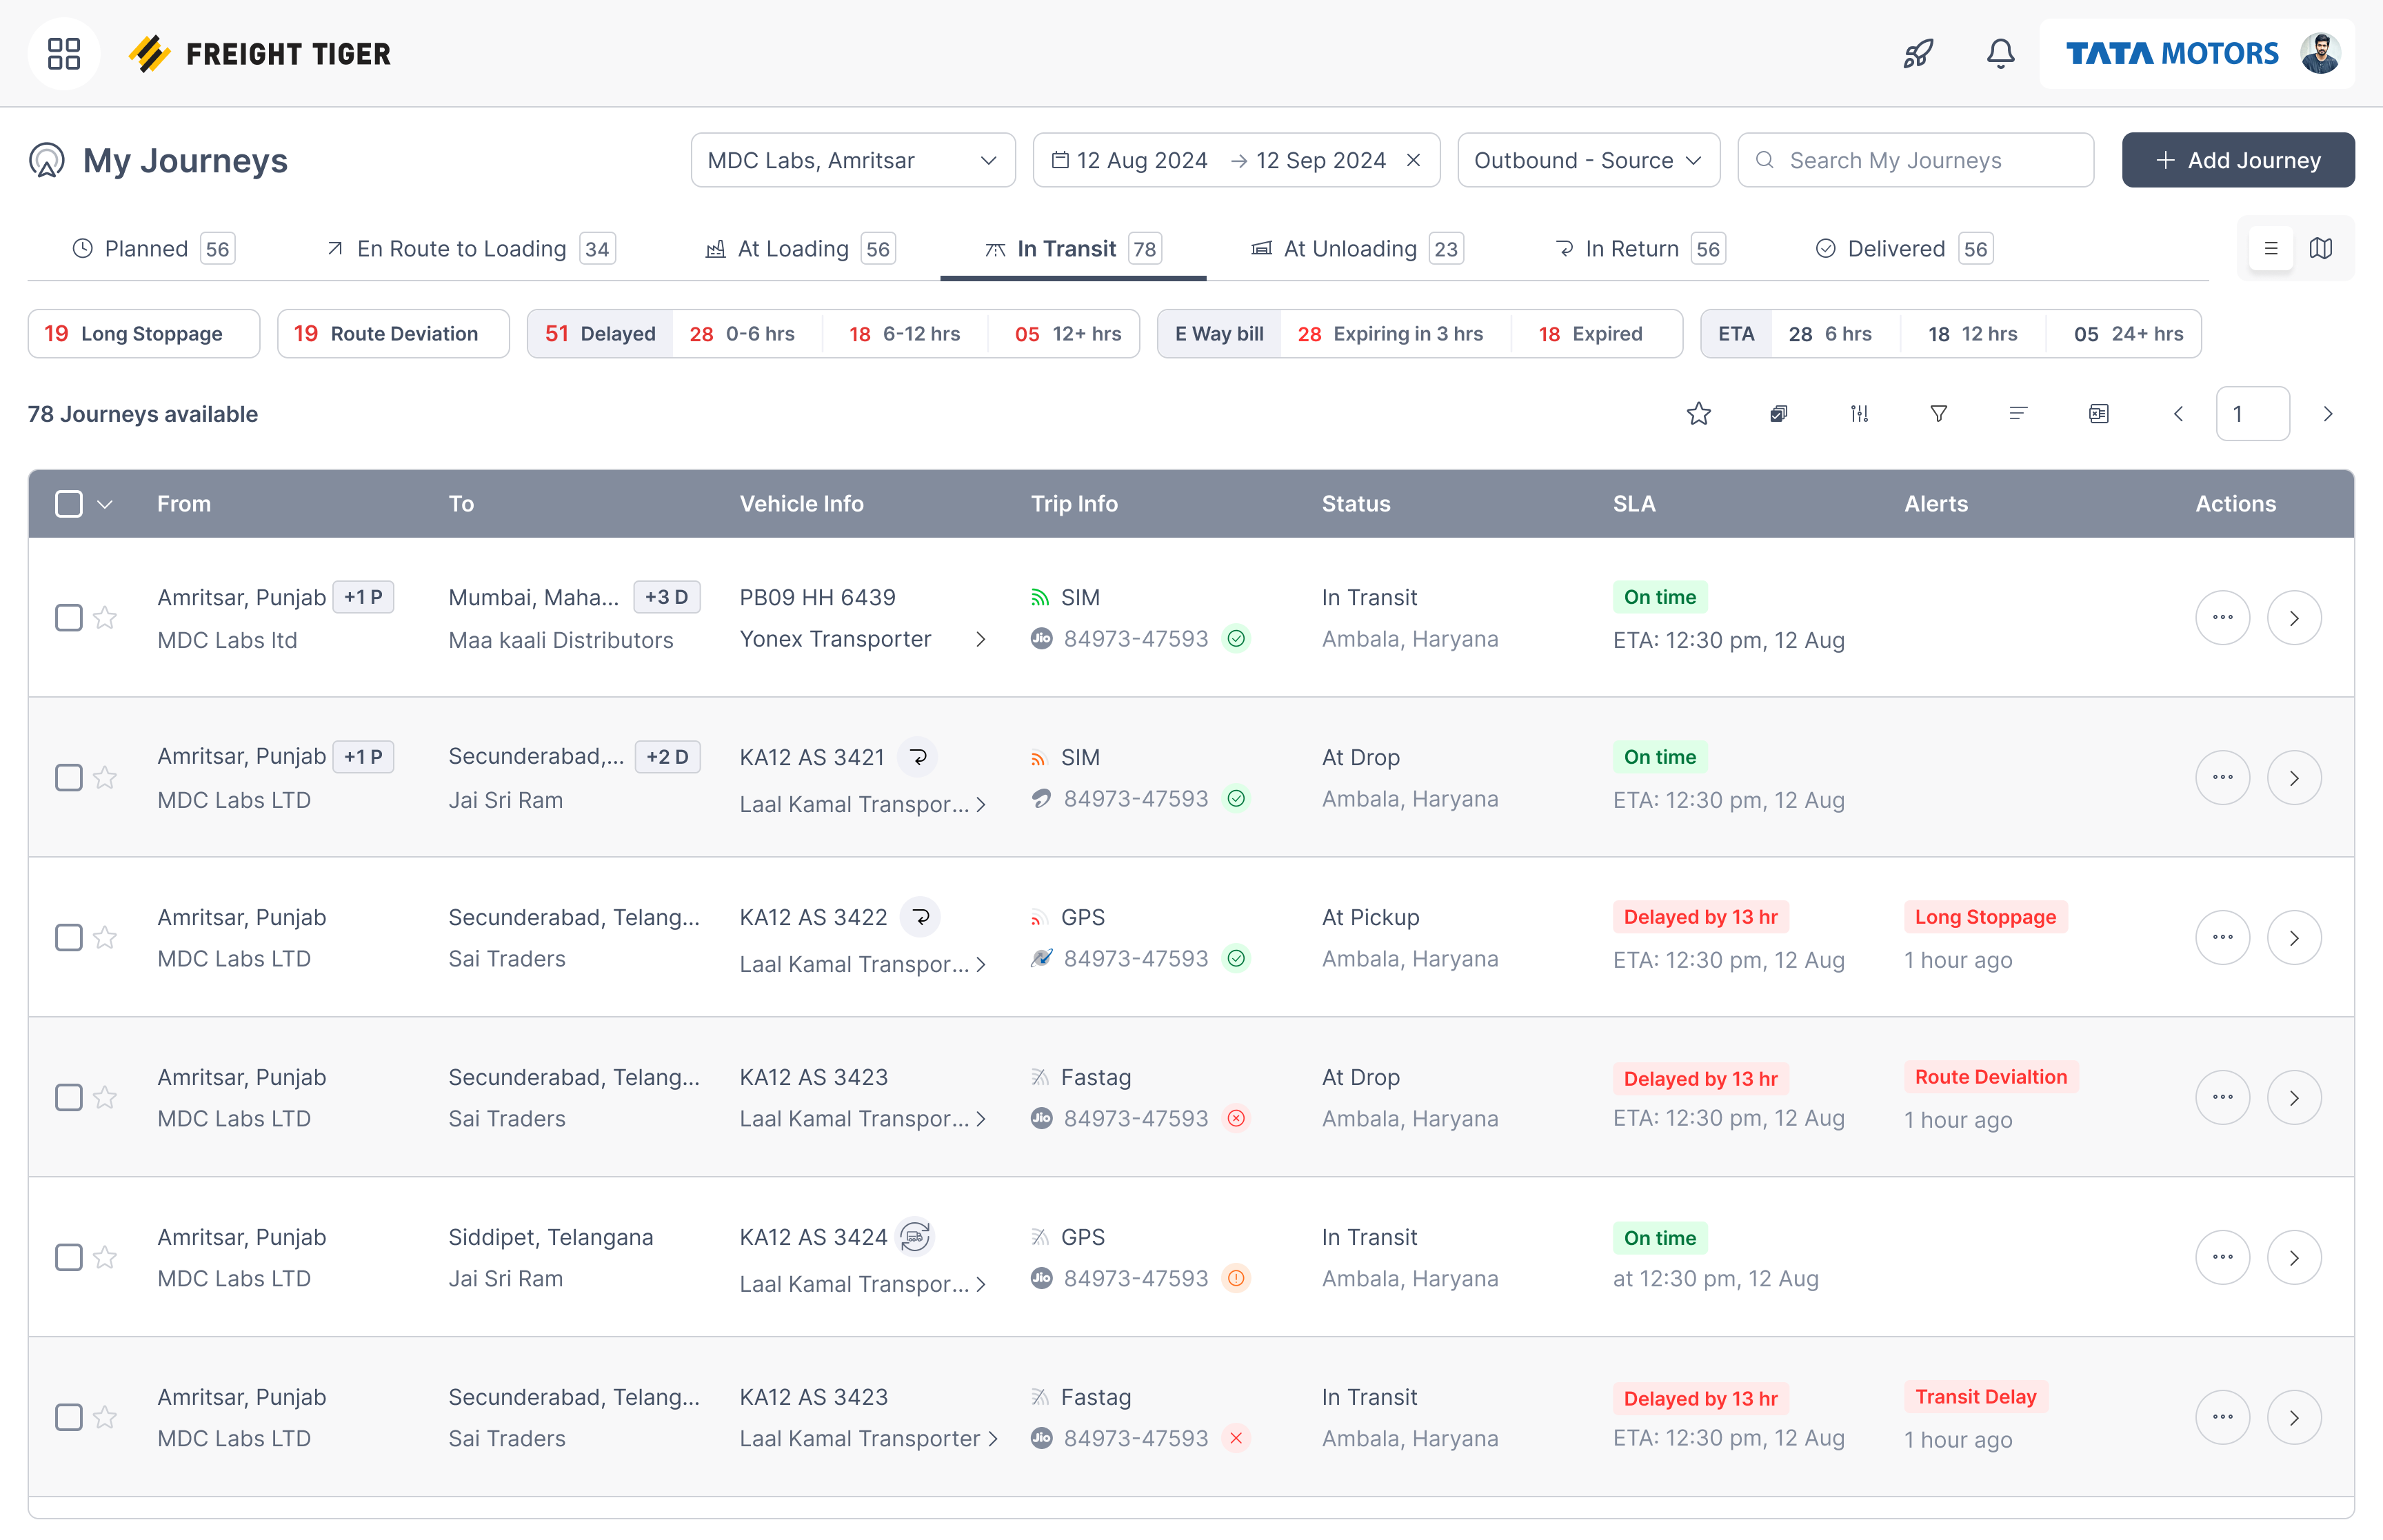 FREIGHT TIGER
TATA MOTORS
My Journeys
MDC Labs, Amritsar
12 Aug 2024 → 12 Sep 2024
Outbound - Source
Search My Journeys
+ Add Journey
Planned 56
En Route to Loading 34
At Loading 56
In Transit 78
At Unloading 23
In Return 56
Delivered 56
19 Long Stoppage
19 Route Deviation
51 Delayed 28 0-6 hrs 18 6-12 hrs 05 12+ hrs
E Way bill 28 Expiring in 3 hrs 18 Expired
ETA 28 6 hrs 18 12 hrs 05 24+ hrs
78 Journeys available
1
From To Vehicle Info Trip Info Status SLA Alerts Actions
Amritsar, Punjab +1 P Mumbai, Maha... +3 D PB09 HH 6439 SIM In Transit On time
MDC Labs ltd Maa kaali Distributors Yonex Transporter Jio 84973-47593 Ambala, Haryana ETA: 12:30 pm, 12 Aug
Amritsar, Punjab +1 P Secunderabad,... +2 D KA12 AS 3421 SIM At Drop On time
MDC Labs LTD Jai Sri Ram Laal Kamal Transpor... 84973-47593 Ambala, Haryana ETA: 12:30 pm, 12 Aug
Amritsar, Punjab Secunderabad, Telang... KA12 AS 3422 GPS At Pickup Delayed by 13 hr Long Stoppage
MDC Labs LTD Sai Traders Laal Kamal Transpor... 84973-47593 Ambala, Haryana ETA: 12:30 pm, 12 Aug 1 hour ago
Amritsar, Punjab Secunderabad, Telang... KA12 AS 3423 Fastag At Drop Delayed by 13 hr Route Devialtion
MDC Labs LTD Sai Traders Laal Kamal Transpor... Jio 84973-47593 Ambala, Haryana ETA: 12:30 pm, 12 Aug 1 hour ago
Amritsar, Punjab Siddipet, Telangana KA12 AS 3424 GPS In Transit On time
MDC Labs LTD Jai Sri Ram Laal Kamal Transpor... Jio 84973-47593 Ambala, Haryana at 12:30 pm, 12 Aug
Amritsar, Punjab Secunderabad, Telang... KA12 AS 3423 Fastag In Transit Delayed by 13 hr Transit Delay
MDC Labs LTD Sai Traders Laal Kamal Transporter Jio 84973-47593 Ambala, Haryana ETA: 12:30 pm, 12 Aug 1 hour ago